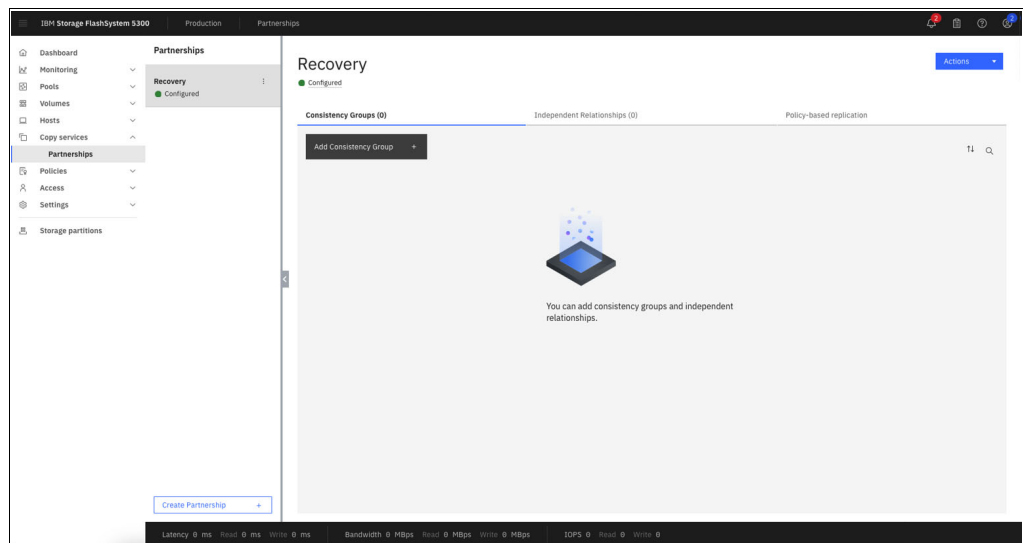 IBM Storage FlashSystem 5300 Production Partnerships 2 2
Dashboard
Monitoring
Pools
Volumes
Hosts
Copy services
Partnerships
Policies
Access
Settings
Storage partitions
Partnerships
Recovery
Configured
Create Partnership +
Recovery
Configured
Actions
Consistency Groups (0) Independent Relationships (0) Policy-based replication
Add Consistency Group +
You can add consistency groups and independent
relationships.
Latency 0 ms Read 0 ms Write 0 ms Bandwidth 0 MBps Read 0 MBps Write 0 MBps IOPS 0 Read 0 Write 0